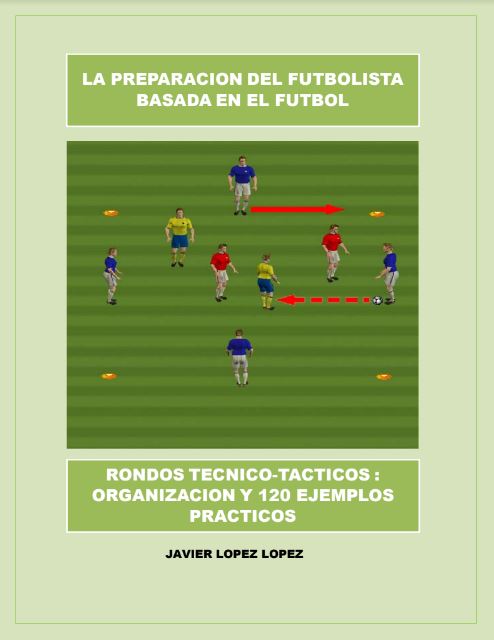 LA PREPARACION DEL FUTBOLISTA
BASADA EN EL FUTBOL
RONDOS TECNICO-TACTICOS :
ORGANIZACION Y 120 EJEMPLOS
PRACTICOS
JAVIER LOPEZ LOPEZ